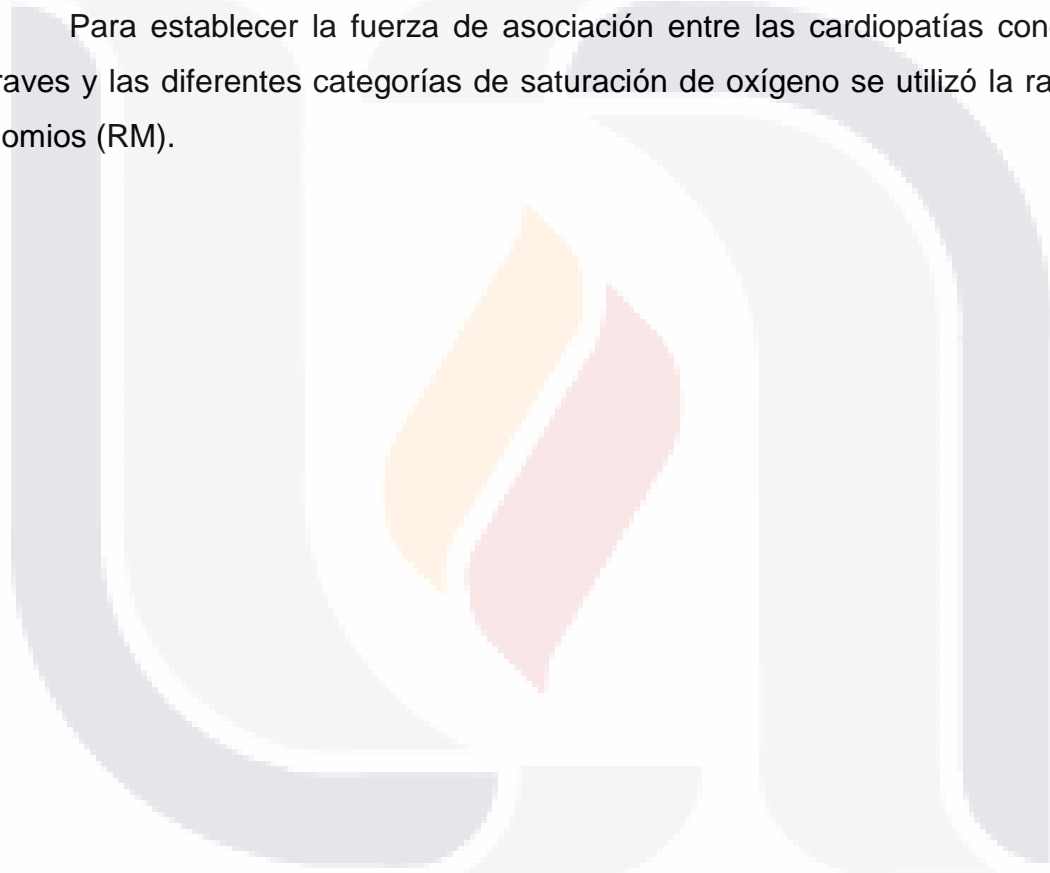 Para establecer la fuerza de asociación entre las cardiopatías con
raves y las diferentes categorías de saturación de oxígeno se utilizó la ra
omios (RM).